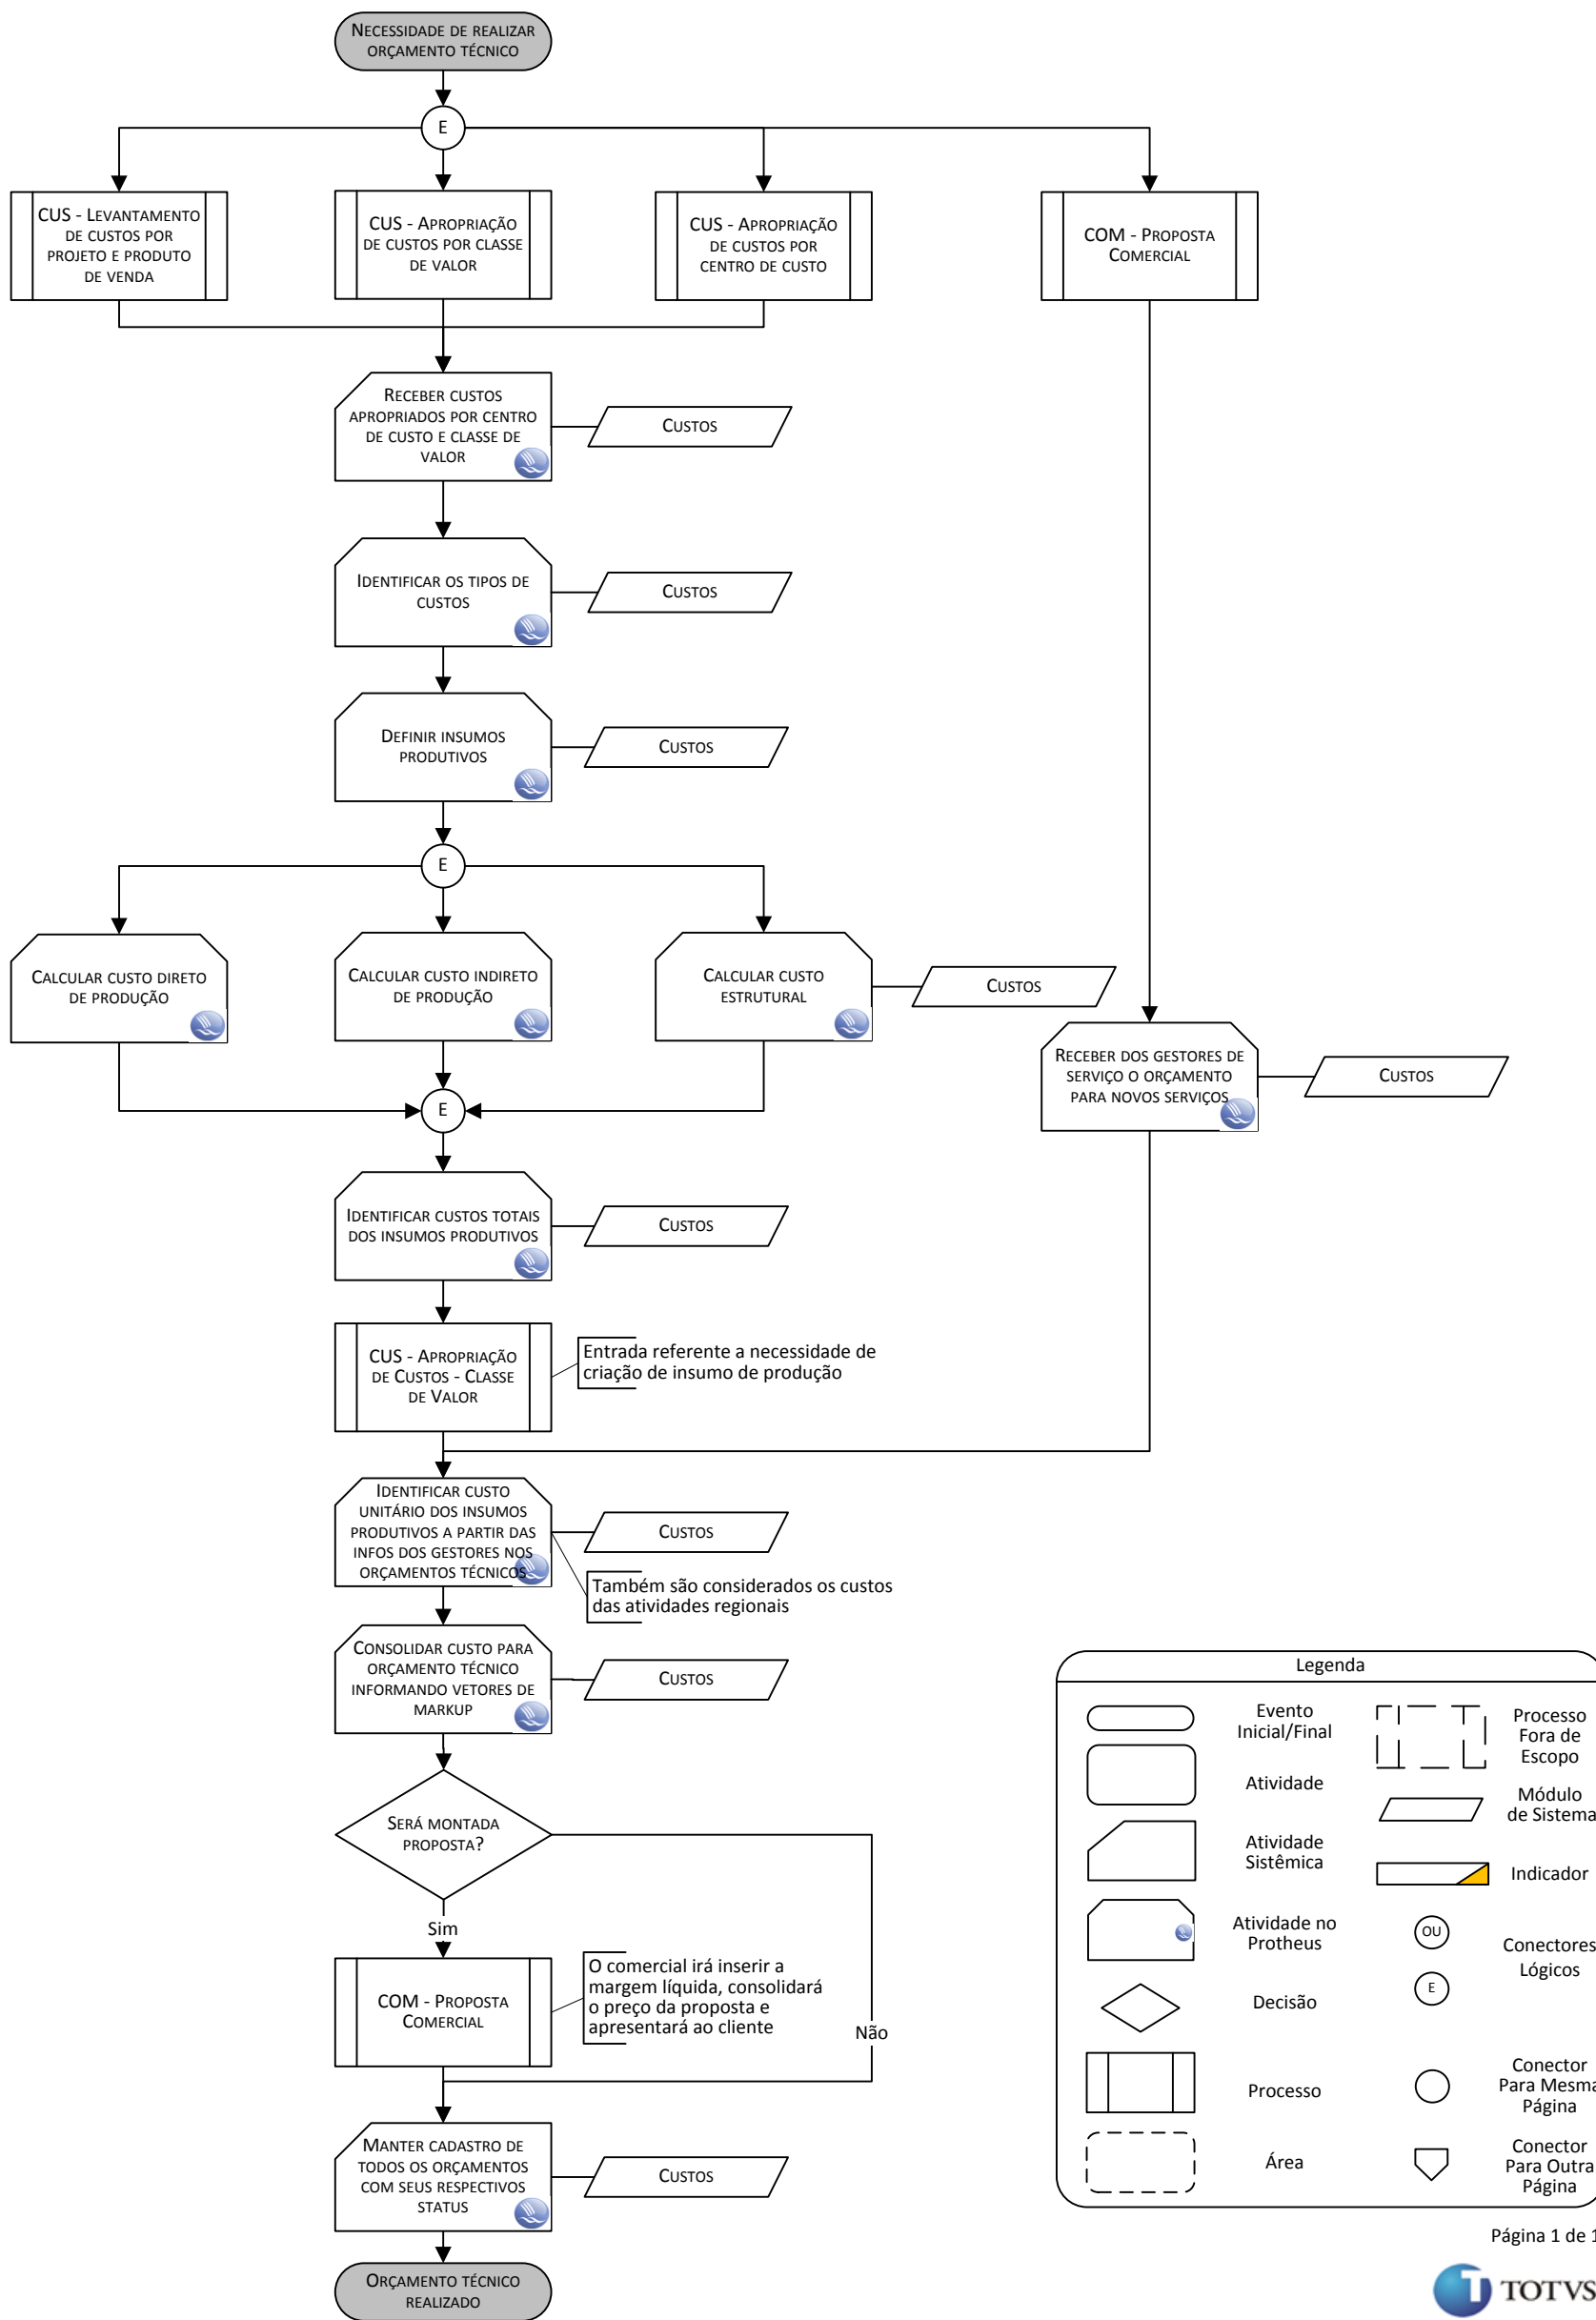 NECESSIDADE DE REALIZAR
ORÇAMENTO TÉCNICO
E
CUS - LEVANTAMENTO
DE CUSTOS POR
PROJETO E PRODUTO
DE VENDA
CUS - APROPRIAÇÃO
DE CUSTOS POR CLASSE
DE VALOR
CUS - APROPRIAÇÃO
DE CUSTOS POR
CENTRO DE CUSTO
COM - PROPOSTA
COMERCIAL
RECEBER CUSTOS
APROPRIADOS POR CENTRO
DE CUSTO E CLASSE DE
VALOR
CUSTOS
IDENTIFICAR OS TIPOS DE
CUSTOS
CUSTOS
DEFINIR INSUMOS
PRODUTIVOS
CUSTOS
E
CALCULAR CUSTO DIRETO
DE PRODUÇÃO
CALCULAR CUSTO INDIRETO
DE PRODUÇÃO
CALCULAR CUSTO
ESTRUTURAL
CUSTOS
RECEBER DOS GESTORES DE
SERVIÇO O ORÇAMENTO
PARA NOVOS SERVIÇOS
CUSTOS
E
IDENTIFICAR CUSTOS TOTAIS
DOS INSUMOS PRODUTIVOS
CUSTOS
CUS - APROPRIAÇÃO
DE CUSTOS - CLASSE
DE VALOR
Entrada referente a necessidade de
criação de insumo de produção
IDENTIFICAR CUSTO
UNITÁRIO DOS INSUMOS
PRODUTIVOS A PARTIR DAS
INFOS DOS GESTORES NOS
ORÇAMENTOS TÉCNICOS
CUSTOS
Também são considerados os custos
das atividades regionais
CONSOLIDAR CUSTO PARA
ORÇAMENTO TÉCNICO
INFORMANDO VETORES DE
MARKUP
CUSTOS
SERÁ MONTADA
PROPOSTA?
Sim
Não
COM - PROPOSTA
COMERCIAL
O comercial irá inserir a
margem líquida, consolidará
o preço da proposta e
apresentará ao cliente
MANTER CADASTRO DE
TODOS OS ORÇAMENTOS
COM SEUS RESPECTIVOS
STATUS
CUSTOS
ORÇAMENTO TÉCNICO
REALIZADO
Legenda
Evento
Inicial/Final
Atividade
Atividade
Sistêmica
Atividade no
Protheus
Decisão
Processo
Área
Processo
Fora de
Escopo
Módulo
de Sistema
Indicador
OU
E
Conectores
Lógicos
Conector
Para Mesma
Página
Conector
Para Outra
Página
Página 1 de 1
TOTVS